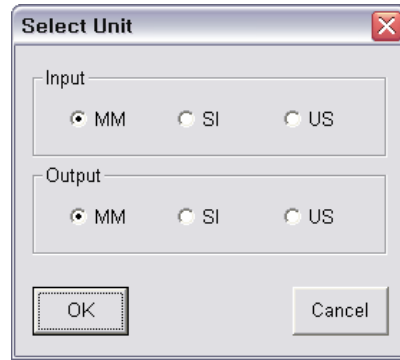 Select Unit
Input
MM SI US
Output
MM SI US
OK Cancel